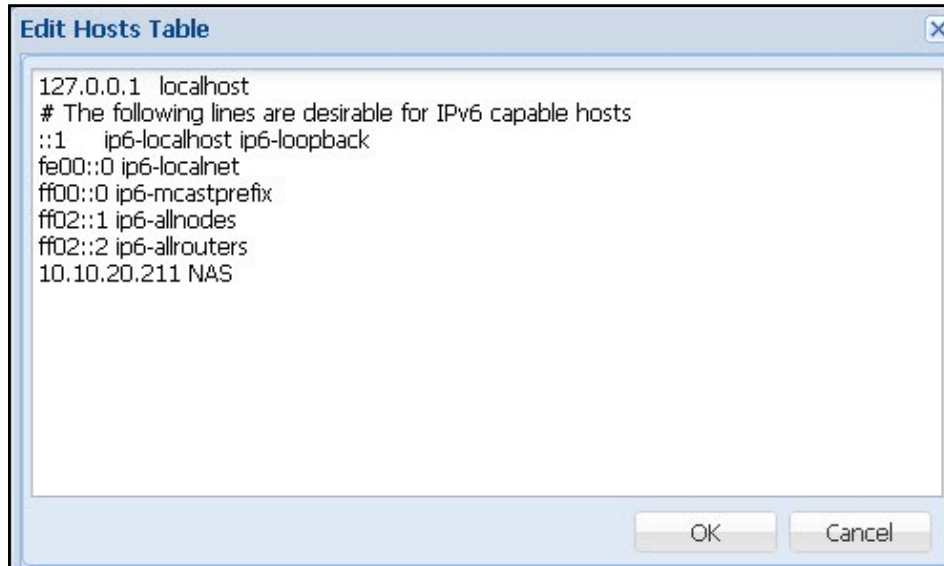 Edit Hosts Table
127.0.0.1 localhost
# The following lines are desirable for IPv6 capable hosts
::1 ip6-localhost ip6-loopback
fe00::0 ip6-localnet
ff00::0 ip6-mcastprefix
ff02::1 ip6-allnodes
ff02::2 ip6-allrouters
10.10.20.211 NAS
OK Cancel